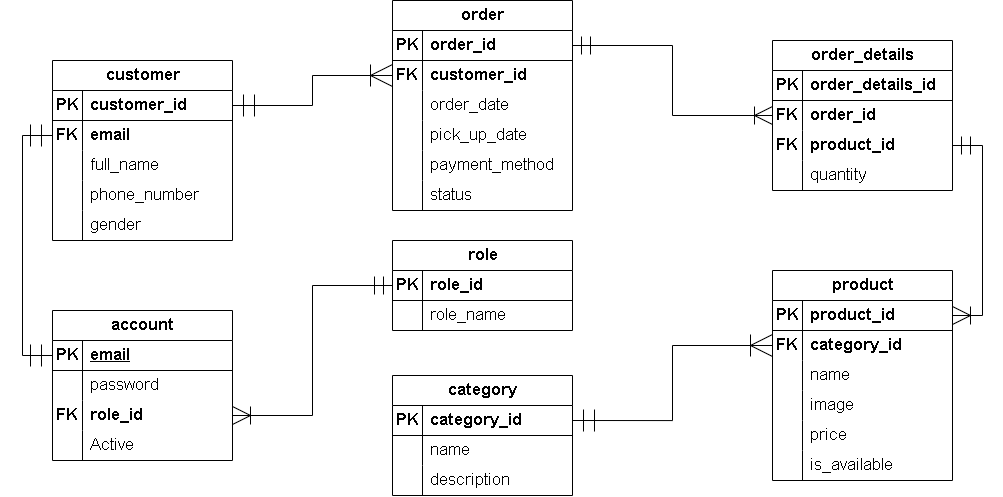 customer
PK customer_id
FK email
full_name
phone_number
gender
order
PK order_id
FK customer_id
order_date
pick_up_date
payment_method
status
order_details
PK order_details_id
FK order_id
FK product_id
quantity
account
PK email
password
FK role_id
Active
role
PK role_id
role_name
category
PK category_id
name
description
product
PK product_id
FK category_id
name
image
price
is_available